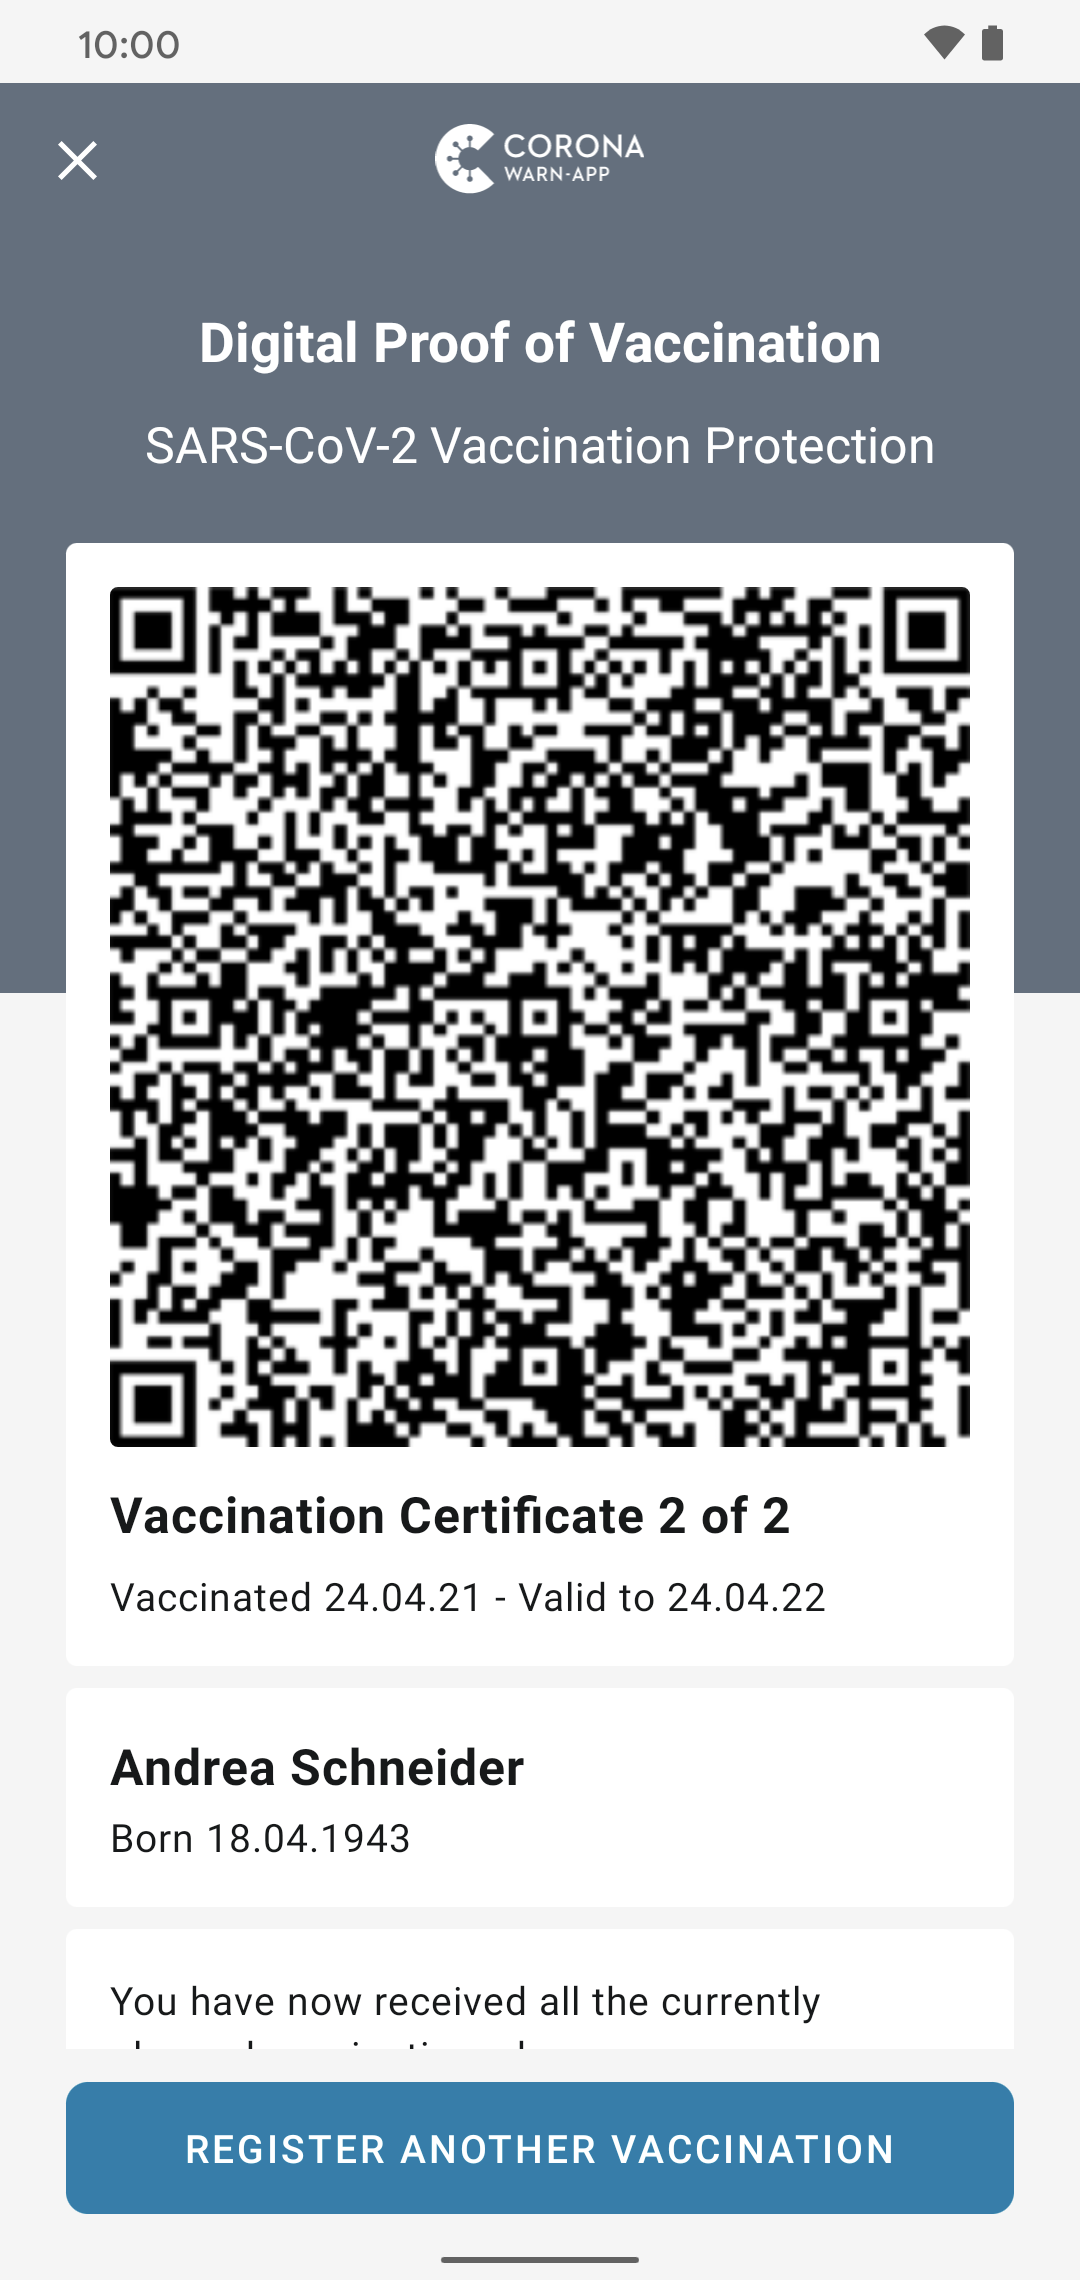 10:00
CORONA
WARN-APP
Digital Proof of Vaccination
SARS-CoV-2 Vaccination Protection
Vaccination Certificate 2 of 2
Vaccinated 24.04.21 - Valid to 24.04.22
Andrea Schneider
Born 18.04.1943
You have now received all the currently
REGISTER ANOTHER VACCINATION